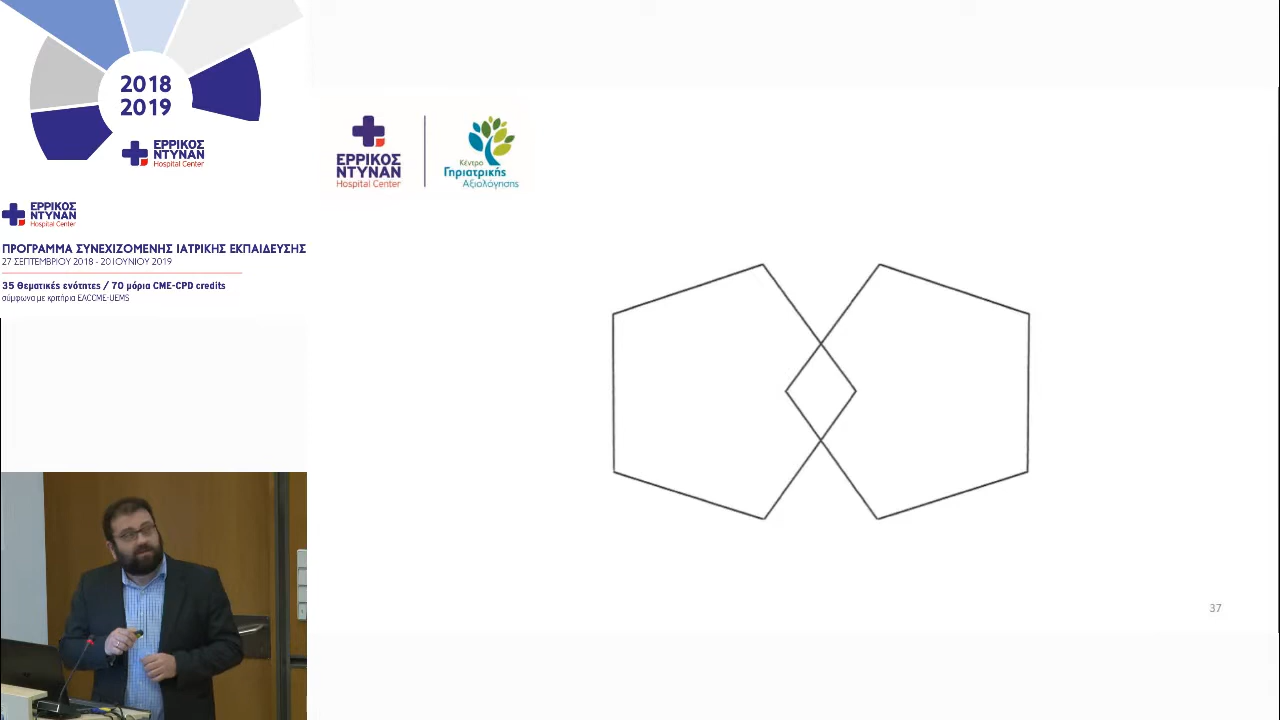 2018
2019
ΕΡΡΙΚΟΣ
ΝΤΥΝΑΝ
Hospital Center
ΕΡΡΙΚΟΣ
ΝΤΥΝΑΝ
Hospital Center
ΠΡΟΓΡΑΜΜΑ ΣΥΝΕΧΙΖΟΜΕΝΗΣ ΙΑΤΡΙΚΗΣ ΕΚΠΑΙΔΕΥΣΗΣ
27 ΣΕΠΤΕΜΒΡΙΟΥ 2018 - 20 ΙΟΥΝΙΟΥ 2019
35 Θεματικές ενότητες / 70 μόρια CME-CPD credits
σύμφωνα με κριτήρια EACCME-UEMS
ΕΡΡΙΚΟΣ
ΝΤΥΝΑΝ
Hospital Center
Κέντρο
Γηριατρικής
Αξιολόγησης
37